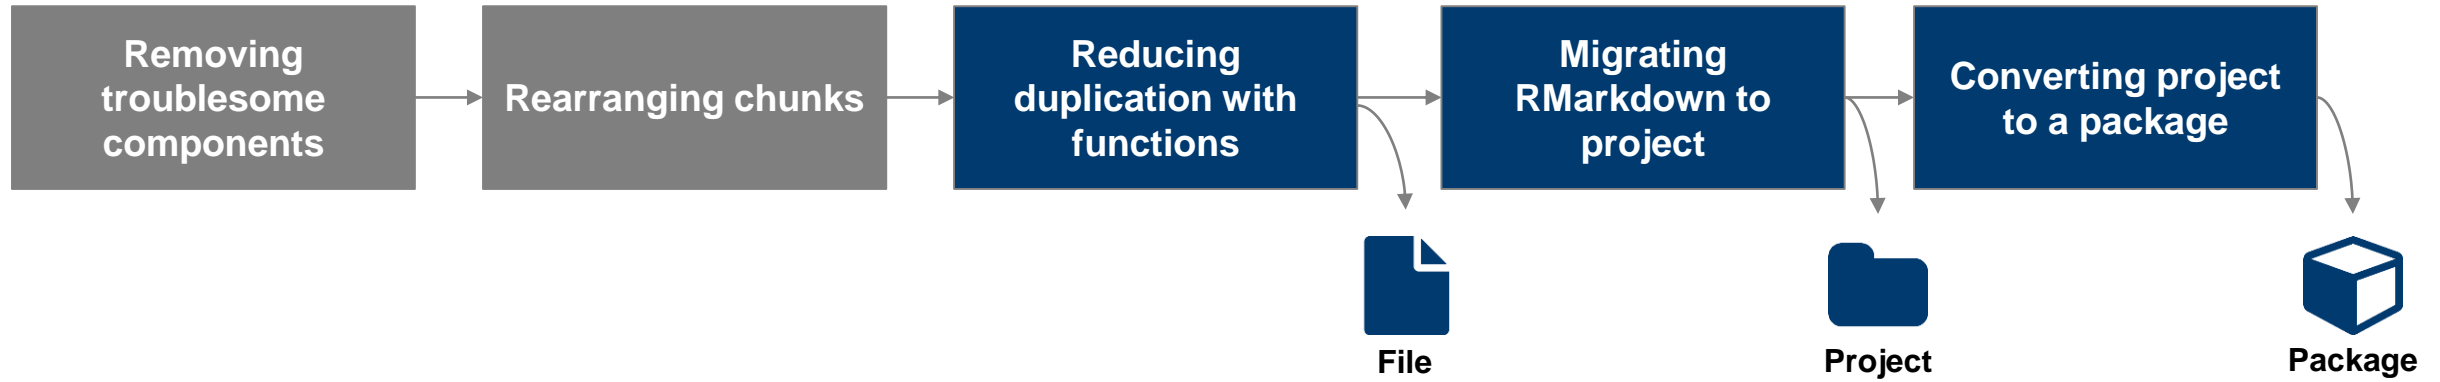 Removing
troublesome
components
Rearranging chunks
Reducing
duplication with
functions
Migrating
RMarkdown to
project
Converting project
to a package
File
Project
Package